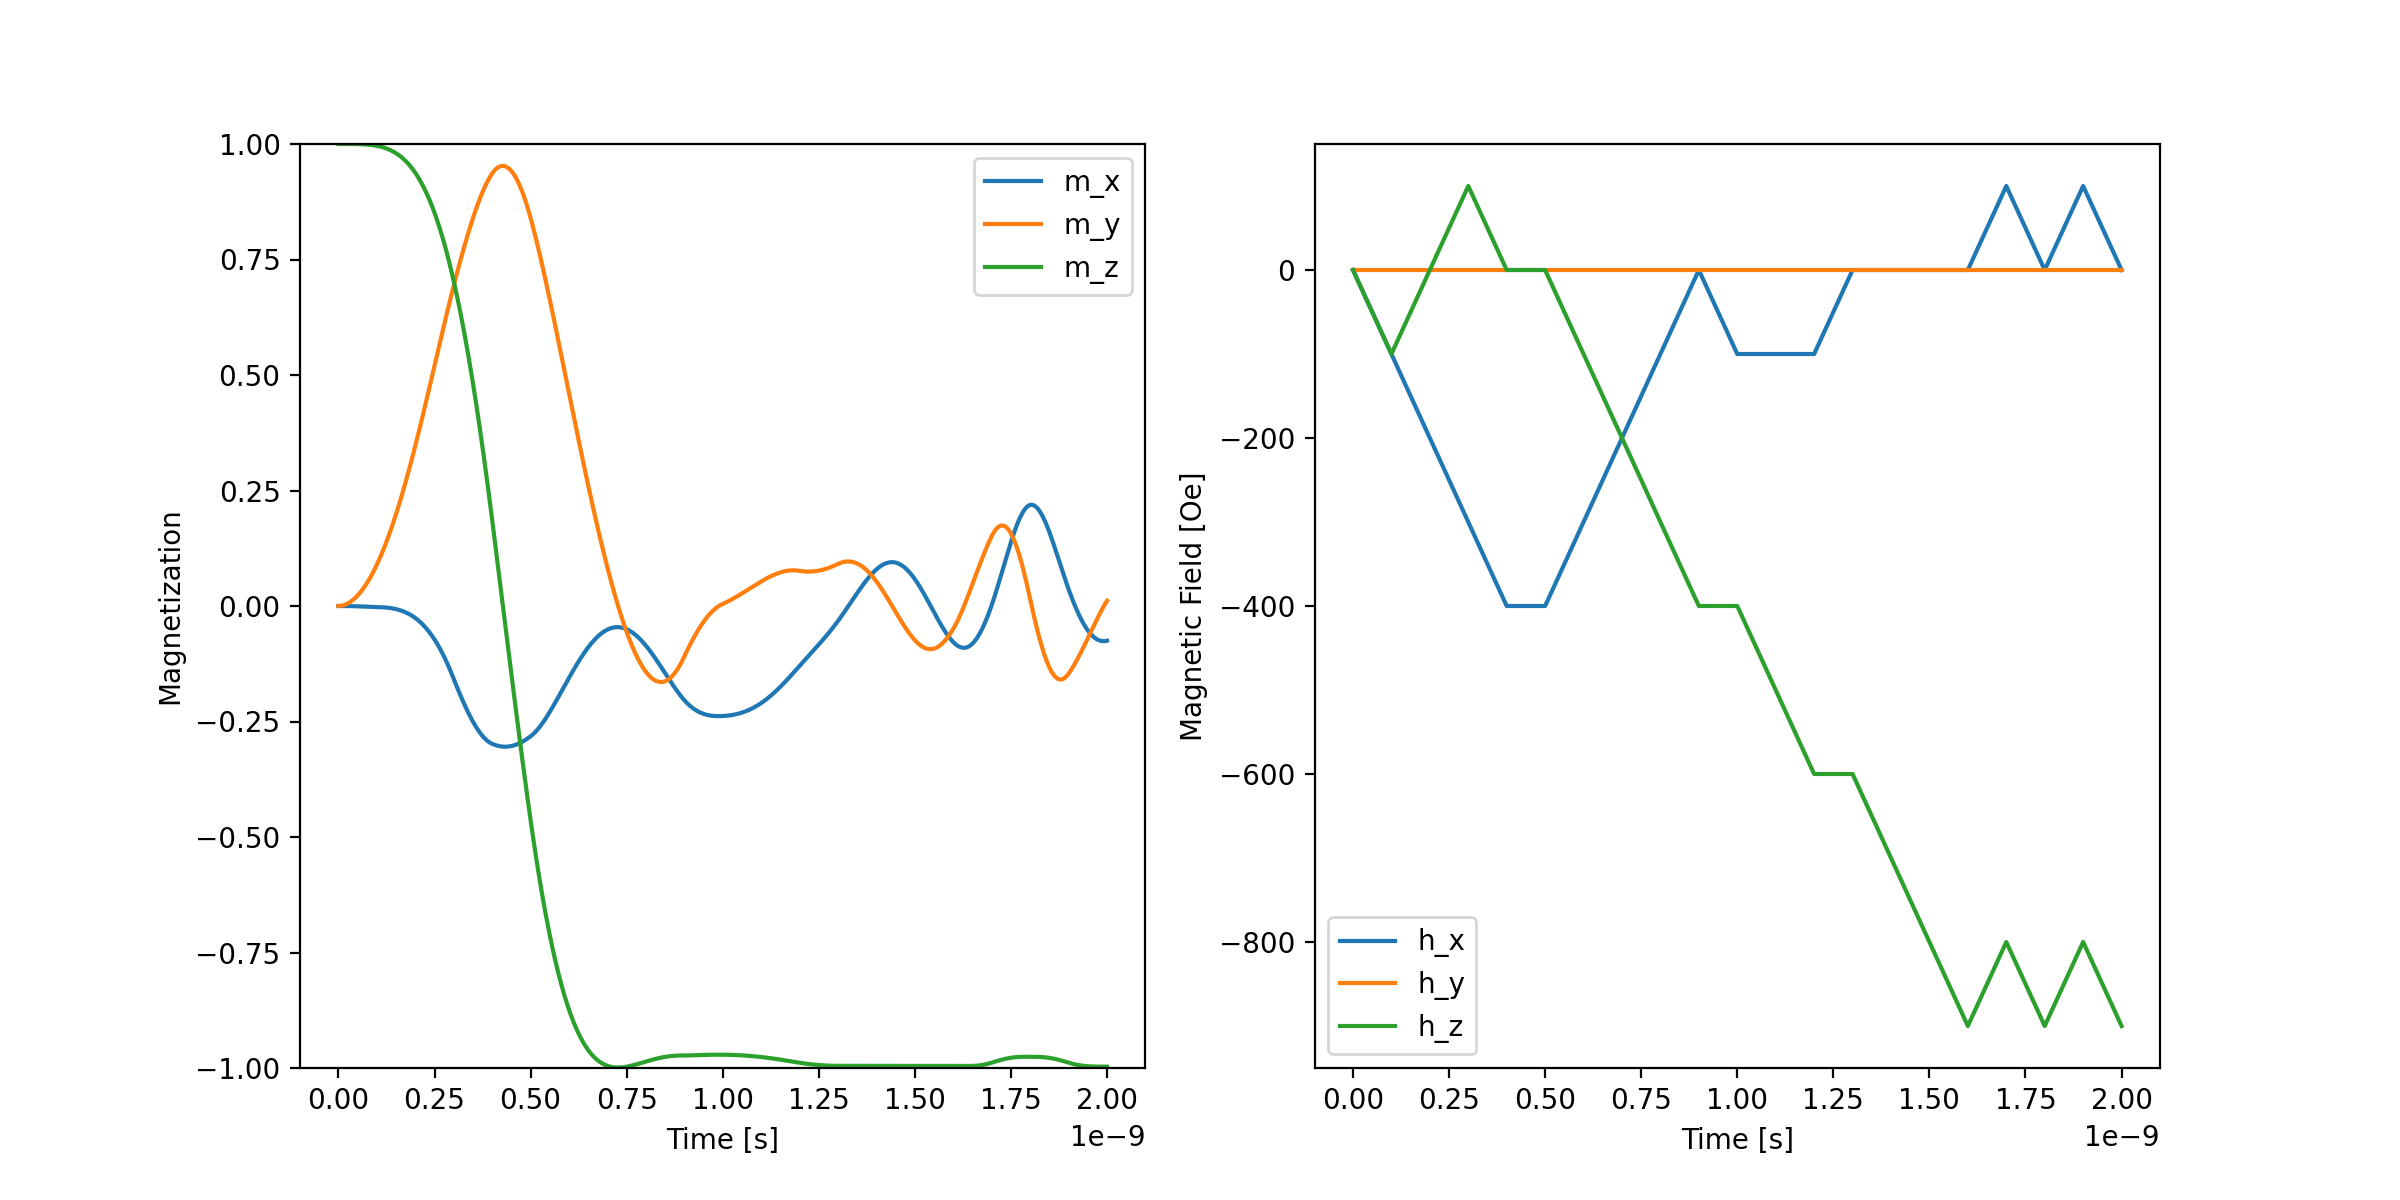 1.00
0.75
0.50
0.25
0.00
−0.25
−0.50
−0.75
−1.00
Magnetization
m_x
m_y
m_z
0.00 0.25 0.50 0.75 1.00 1.25 1.50 1.75 2.00
Time [s]
1e−9
0
−200
−400
−600
−800
Magnetic Field [Oe]
h_x
h_y
h_z
0.00 0.25 0.50 0.75 1.00 1.25 1.50 1.75 2.00
Time [s]
1e−9